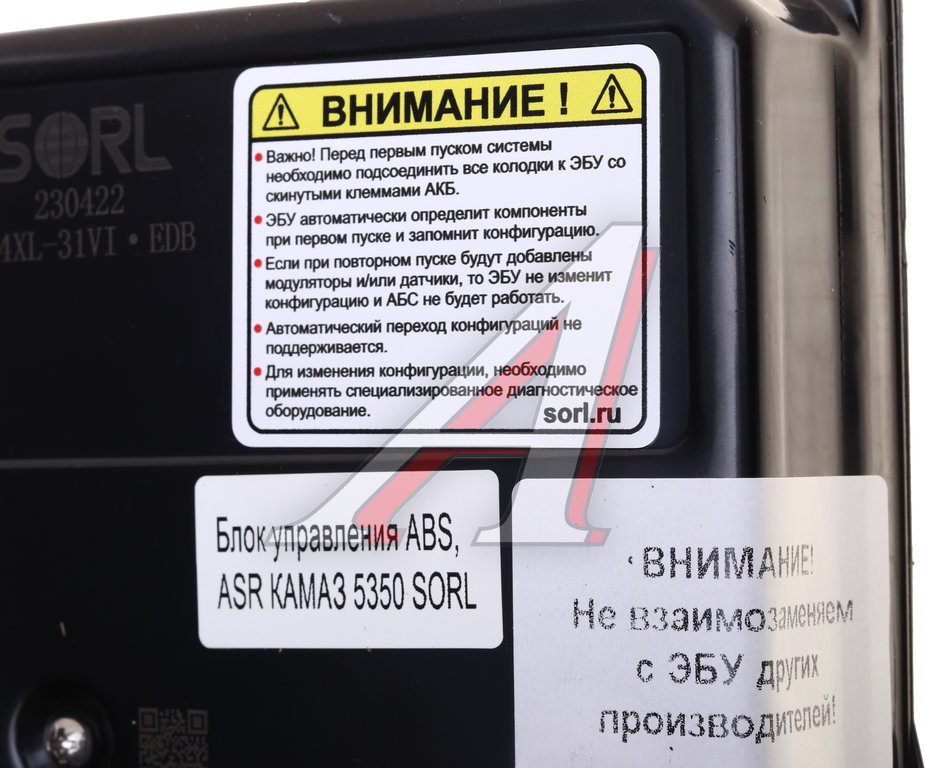 SORL
230422
4XL-31VI • EDB
ВНИМАНИЕ !
• Важно! Перед первым пуском системы
необходимо подсоединить все колодки к ЭБУ со
скинутыми клеммами АКБ.
• ЭБУ автоматически определит компоненты
при первом пуске и запомнит конфигурацию.
• Если при повторном пуске будут добавлены
модуляторы и/или датчики, то ЭБУ не изменит
конфигурацию и АБС не будет работать.
• Автоматический переход конфигураций не
поддерживается.
• Для изменения конфигурации, необходимо
применять специализированное диагностическое
оборудование.
sorl.ru
Блок управления ABS,
ASR КАМАЗ 5350 SORL
ВНИМАНИЕ!
Не взаимозаменяем
с ЭБУ других
производителей!